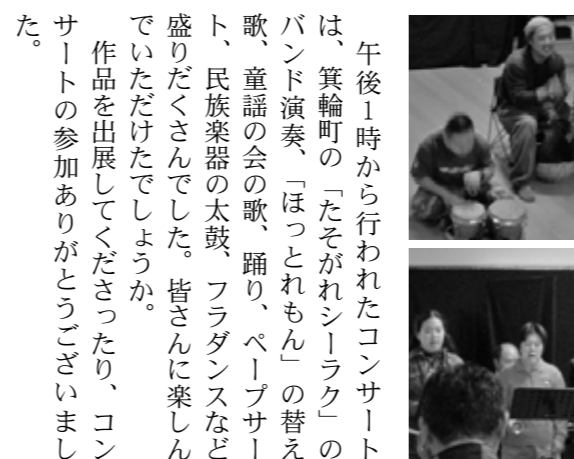 午後1時から行われたコンサート
は、箕輪町の「たそがれシーラク」の
バンド演奏、「ほっとれもん」の替え
歌、童謡の会の歌、踊り、ペープサー
ト、民族楽器の太鼓、フラダンスなど
盛りだくさんでした。皆さんに楽しん
でいただけたでしょうか。
作品を出展してくださったり、コン
サートの参加ありがとうございまし
た。